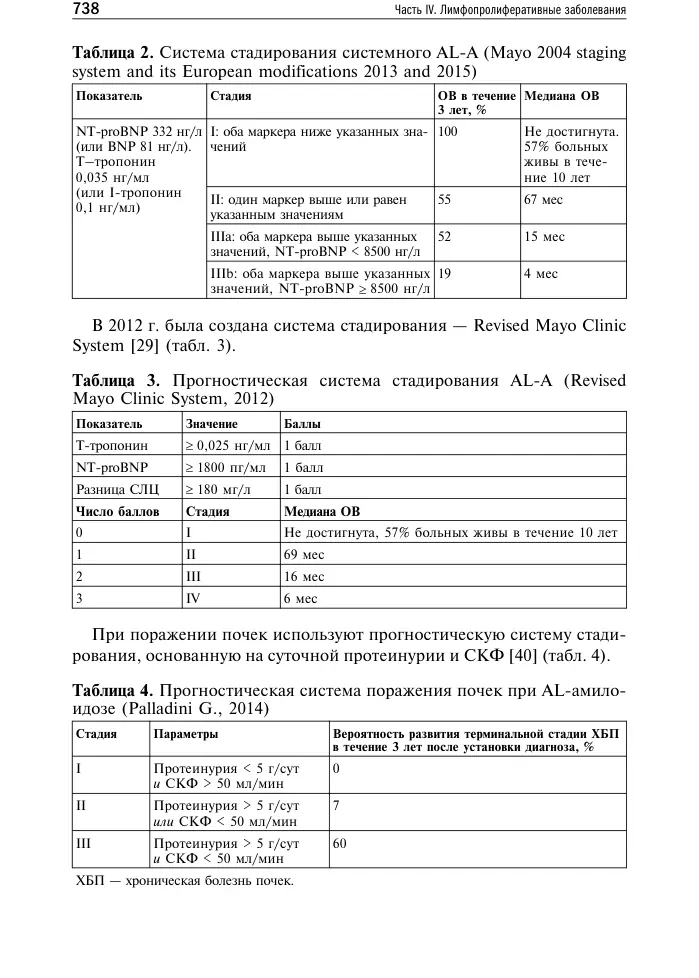 738
Часть IV. Лимфопролиферативные заболевания
Таблица 2. Система стадирования системного AL-A (Mayo 2004 staging
system and its European modifications 2013 and 2015)
Показатель
Стадия
ОВ в течение
3 лет, %
Медиана ОВ
NT-proBNP 332 нг/л
(или BNP 81 нг/л).
Т—тропонин
0,035 нг/мл
(или I-тропонин
0,1 нг/мл)
I: оба маркера ниже указанных зна-
чений
100
Не достигнута.
57% больных
живы в тече-
ние 10 лет
II: один маркер выше или равен
указанным значениям
55
67 мес
IIIa: оба маркера выше указанных
значений, NT-proBNP < 8500 нг/л
52
15 мес
IIIb: оба маркера выше указанных
значений, NT-proBNP ≥ 8500 нг/л
19
4 мес
В 2012 г. была создана система стадирования — Revised Mayo Clinic
System [29] (табл. 3).
Таблица 3. Прогностическая система стадирования AL-A (Revised
Mayo Clinic System, 2012)
Показатель
Значение
Баллы
Т-тропонин
≥ 0,025 нг/мл
1 балл
NT-proBNP
≥ 1800 пг/мл
1 балл
Разница СЛЦ
≥ 180 мг/л
1 балл
Число баллов
Стадия
Медиана ОВ
0
I
Не достигнута, 57% больных живы в течение 10 лет
1
II
69 мес
2
III
16 мес
3
IV
6 мес
При поражении почек используют прогностическую систему стади-
рования, основанную на суточной протеинурии и СКФ [40] (табл. 4).
Таблица 4. Прогностическая система поражения почек при AL-амило-
идозе (Palladini G., 2014)
Стадия
Параметры
Вероятность развития терминальной стадии ХБП
в течение 3 лет после установки диагноза, %
I
Протеинурия < 5 г/сут
и СКФ > 50 мл/мин
0
II
Протеинурия > 5 г/сут
или СКФ < 50 мл/мин
7
III
Протеинурия > 5 г/сут
и СКФ < 50 мл/мин
60
ХБП — хроническая болезнь почек.